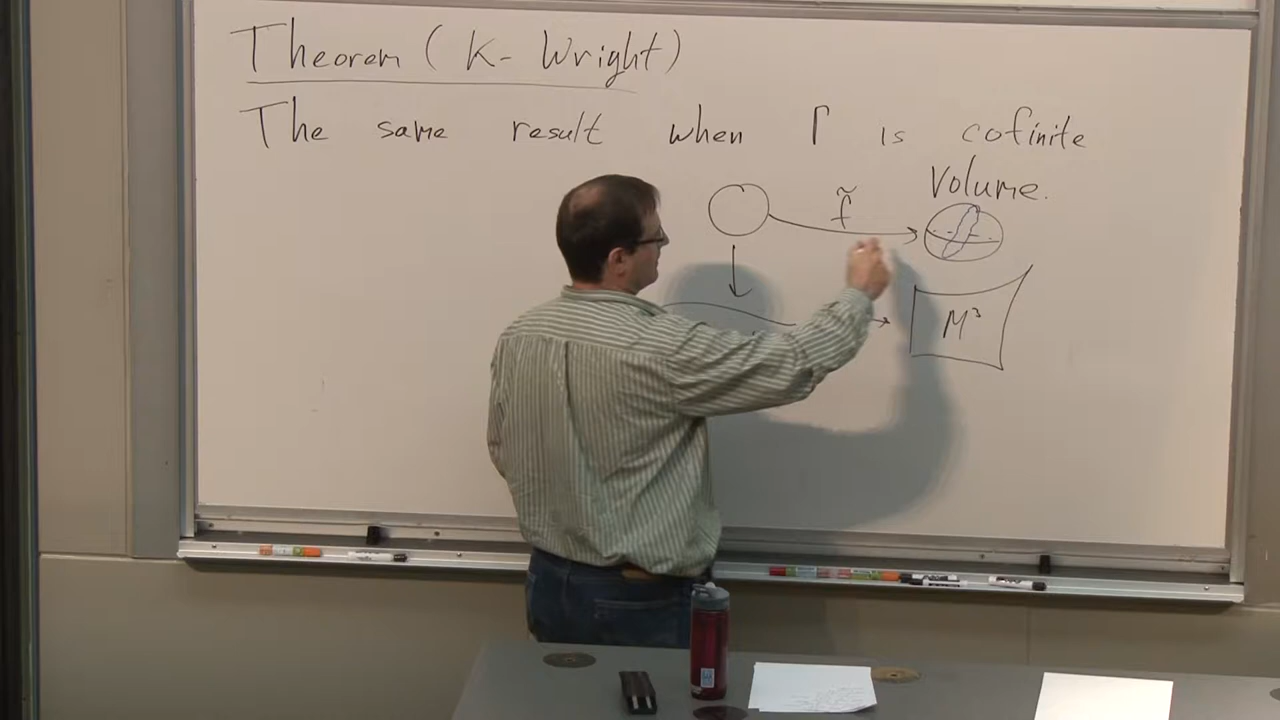 Theorem (K-Wright)
The same result when Γ is cofinite
volume.
f̃
M³